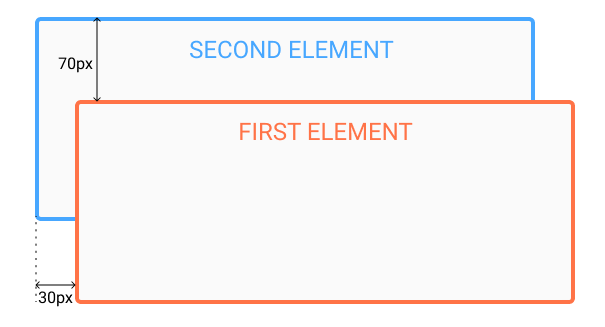 SECOND ELEMENT
70px
FIRST ELEMENT
30px